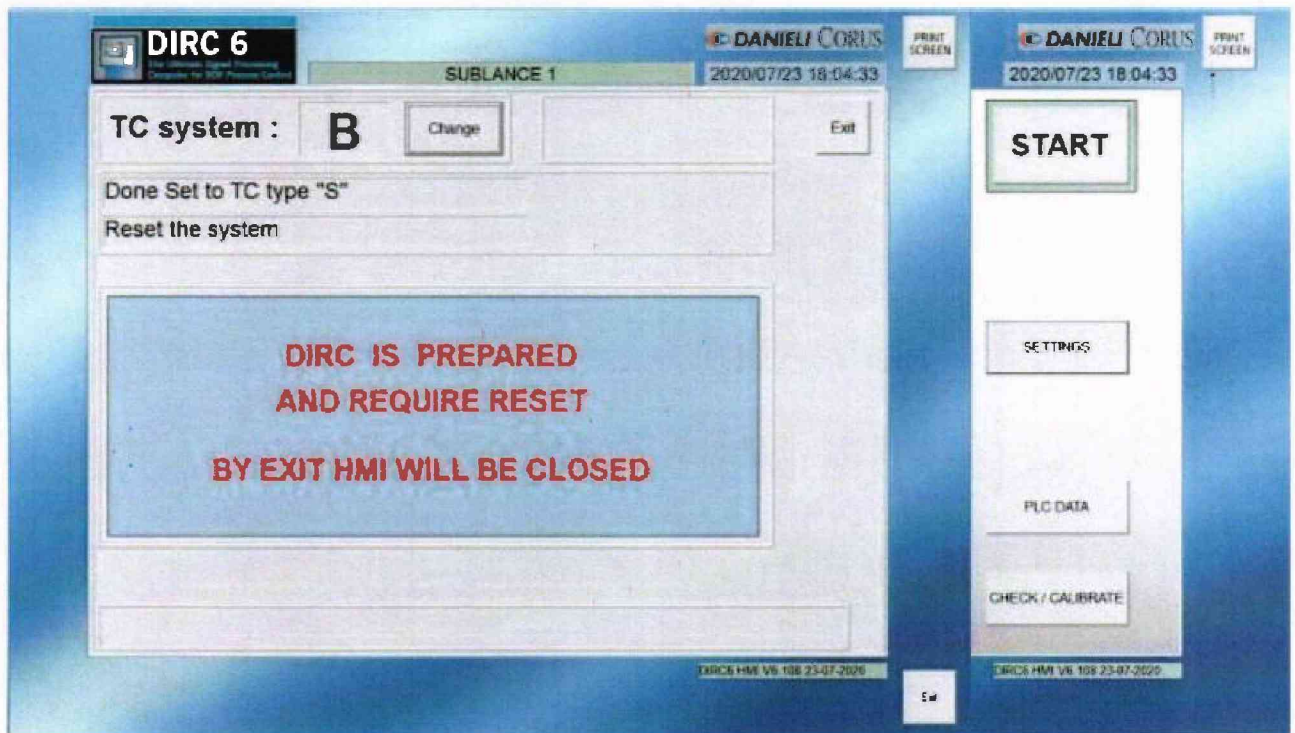 DIRC 6
DANIELI CORUS
PRINT SCREEN
SUBLANCE 1
2020/07/23 18:04:33
TC system :
B
Change
Exit
Done Set to TC type "S"
Reset the system
DIRC IS PREPARED
AND REQUIRE RESET
BY EXIT HMI WILL BE CLOSED
DIRC6 HMI V6.108 23-07-2020
Exit
DANIELI CORUS
PRINT SCREEN
2020/07/23 18:04:33
START
SETTINGS
PLC DATA
CHECK / CALIBRATE
DIRC6 HMI V6.108 23-07-2020